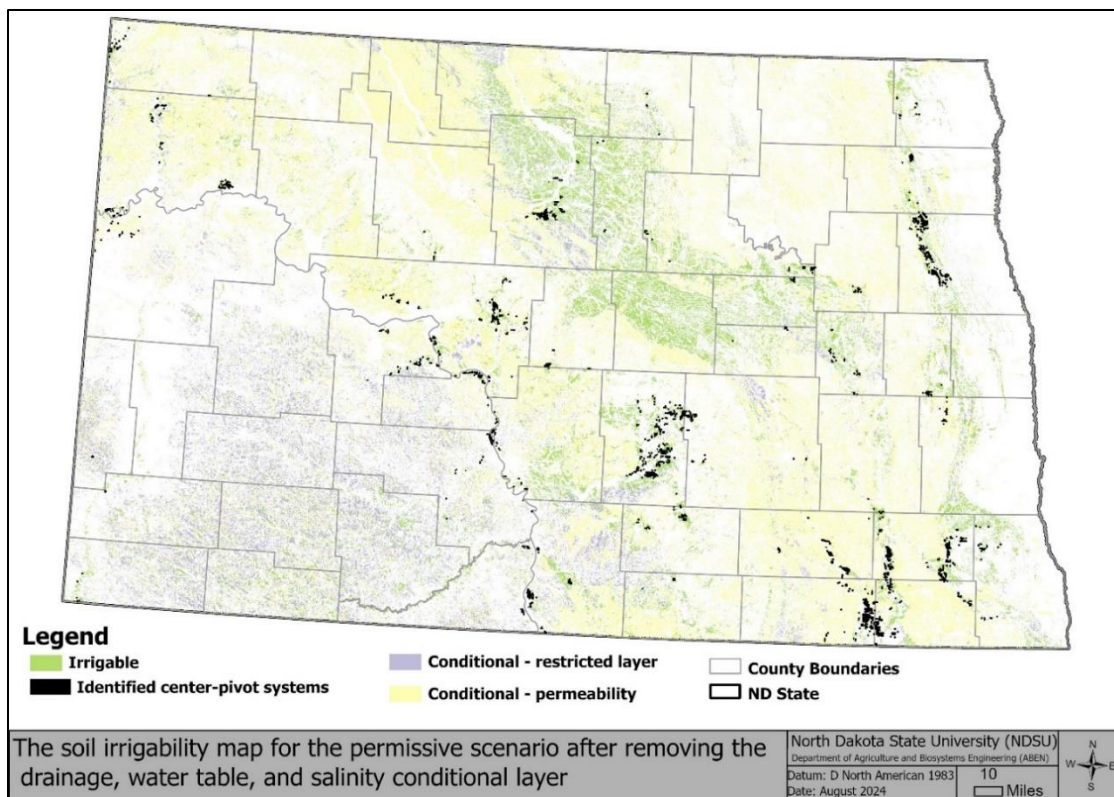 Legend
Irrigable
Identified center-pivot systems
Conditional - restricted layer
Conditional - permeability
County Boundaries
ND State
The soil irrigability map for the permissive scenario after removing the
drainage, water table, and salinity conditional layer
North Dakota State University (NDSU)
Department of Agriculture and Biosystems Engineering (ABEN)
Datum: D North American 1983
Date: August 2024
10
Miles
N
W E
S